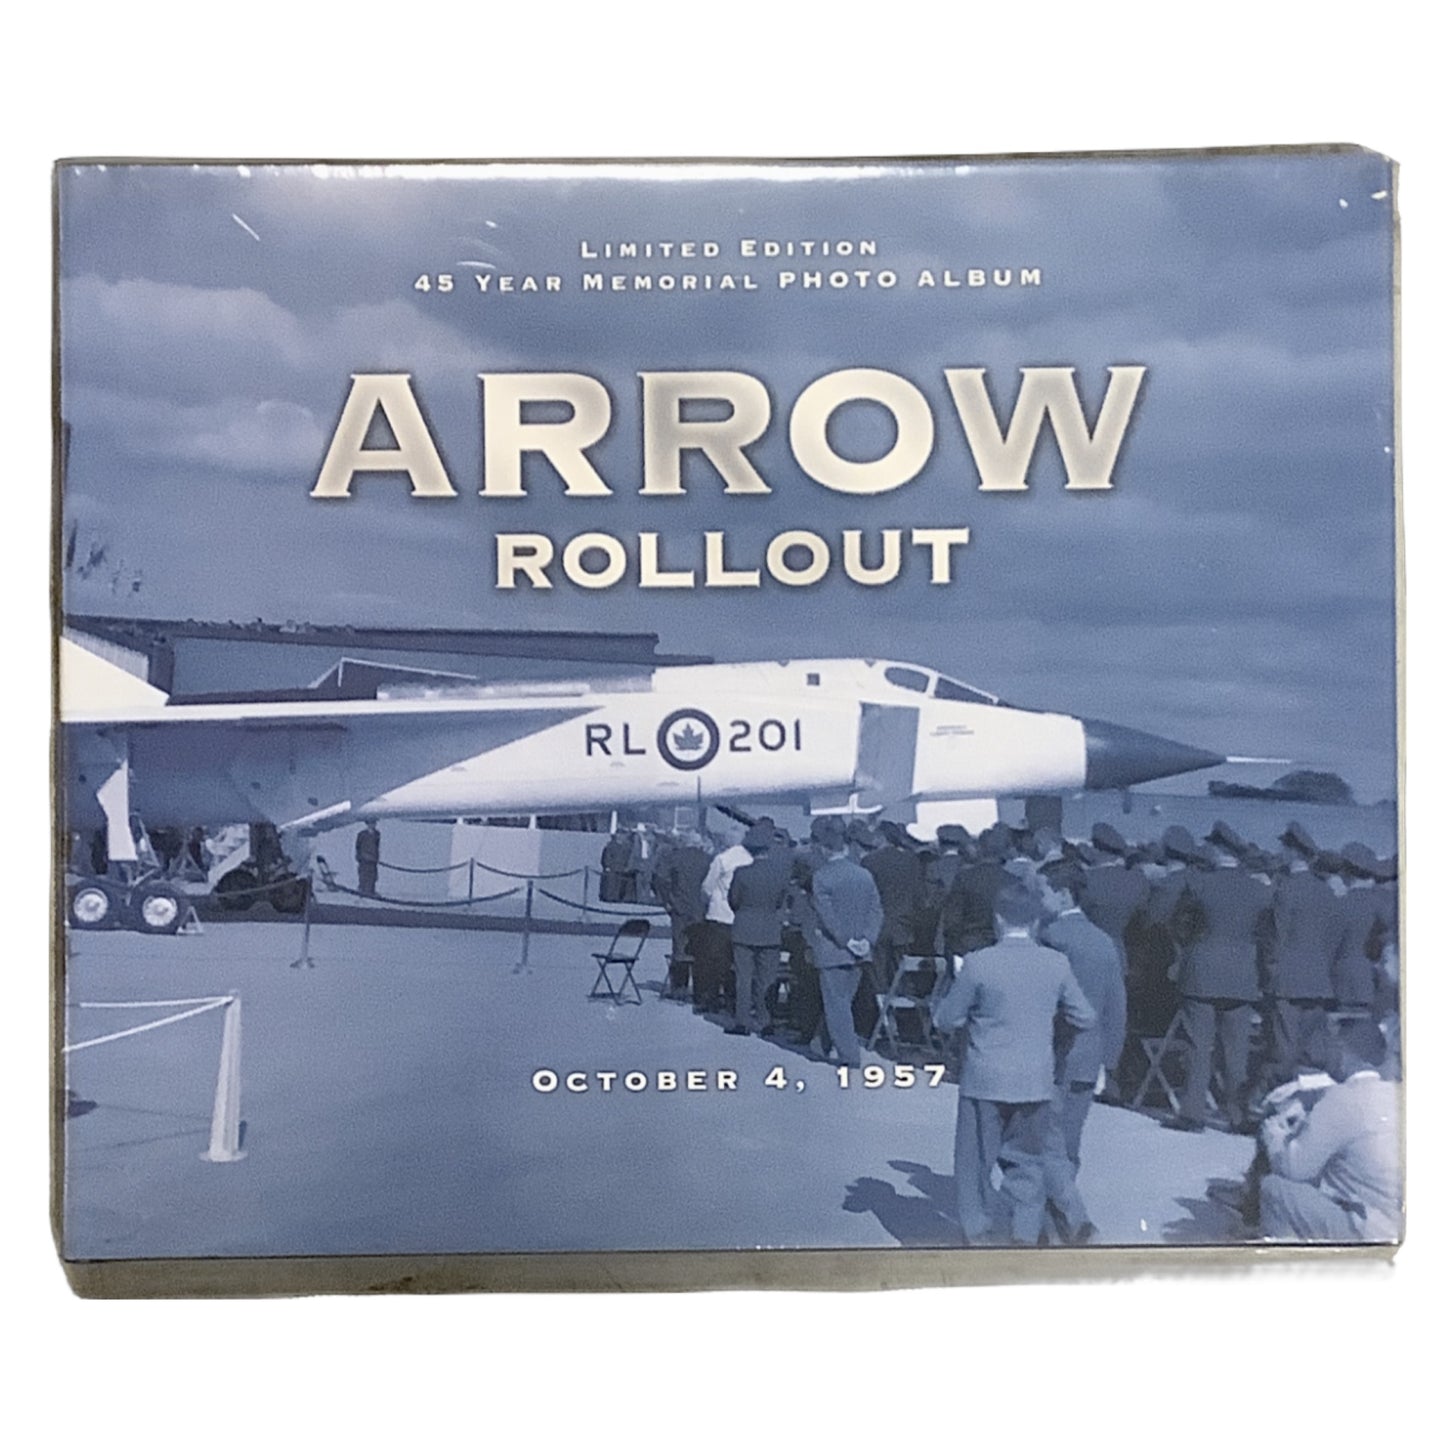 LIMITED EDITION
45 YEAR MEMORIAL PHOTO ALBUM
ARROW
ROLLOUT
RL 201
OCTOBER 4, 1957